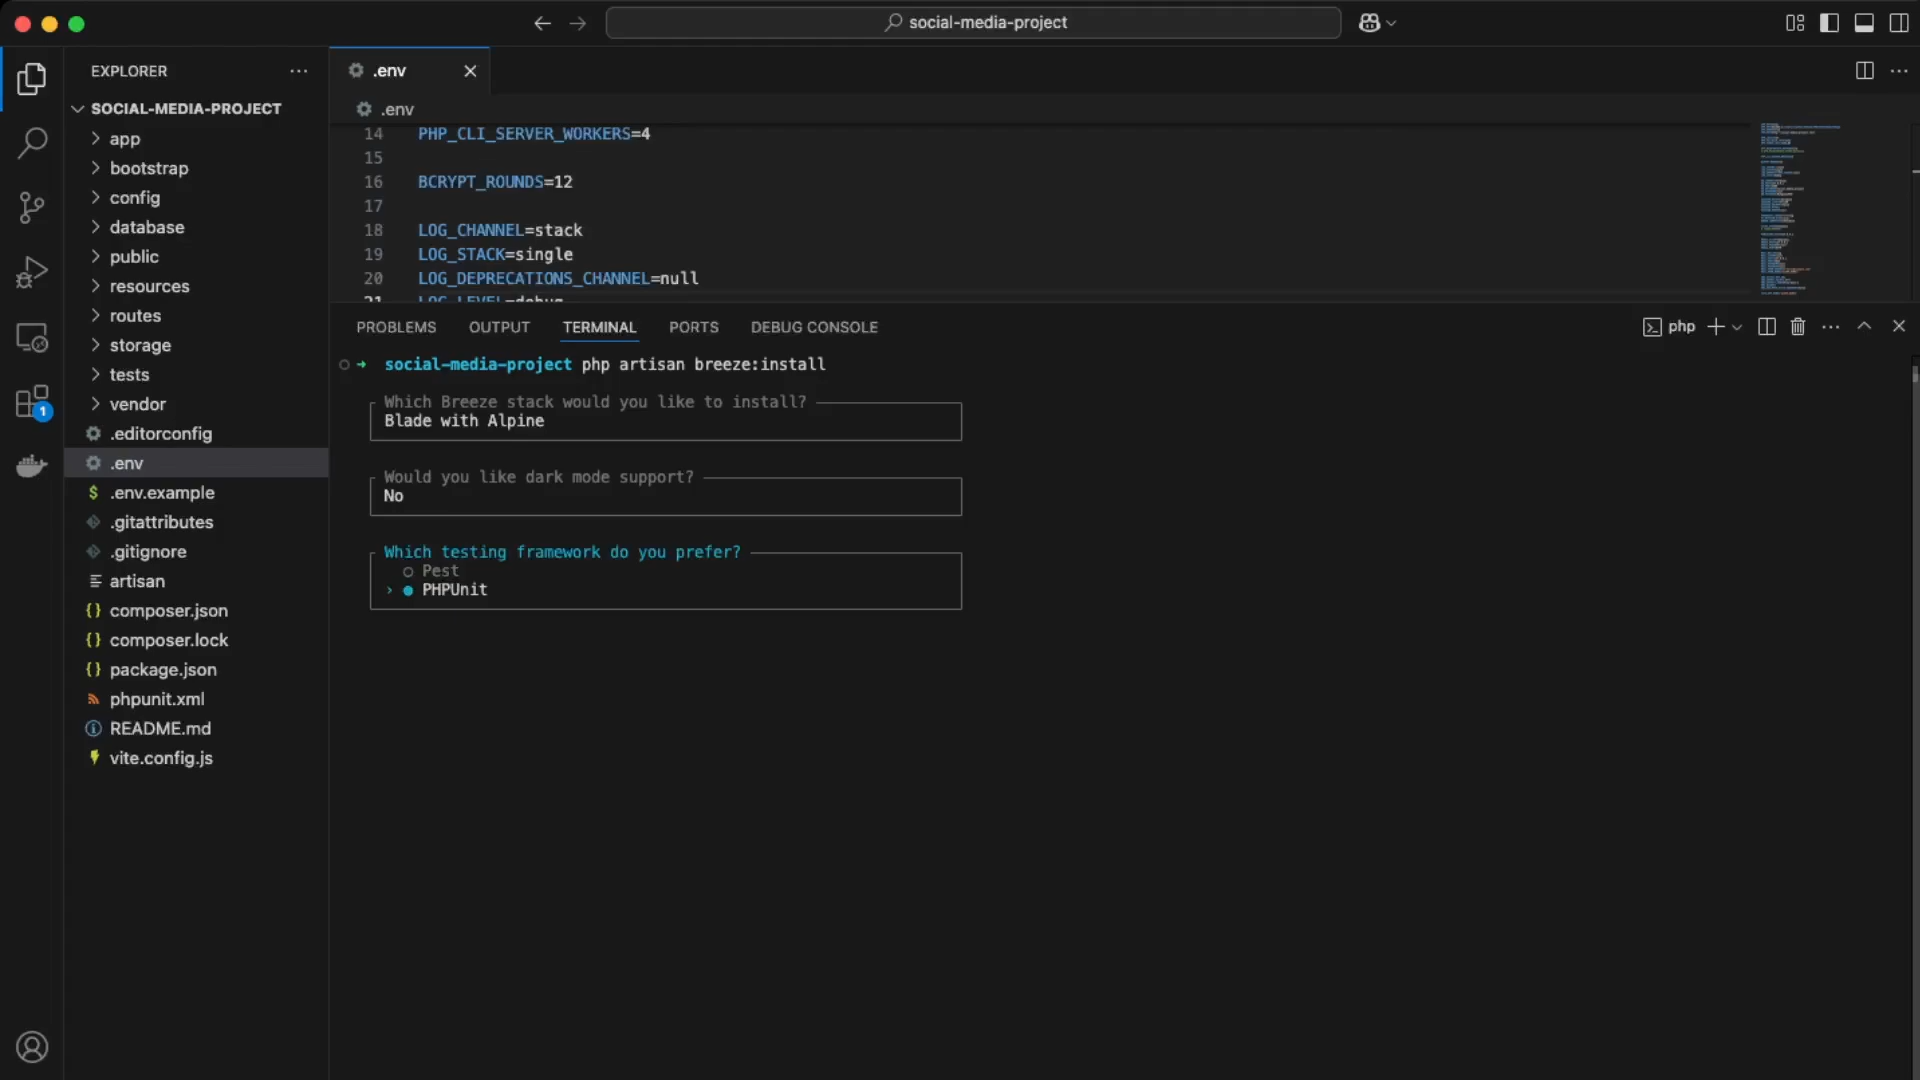 social-media-project
EXPLORER
SOCIAL-MEDIA-PROJECT
app
bootstrap
config
database
public
resources
routes
storage
tests
vendor
.editorconfig
.env
.env.example
.gitattributes
.gitignore
artisan
composer.json
composer.lock
package.json
phpunit.xml
README.md
vite.config.js
1
.env
.env
14 PHP_CLI_SERVER_WORKERS=4
15
16 BCRYPT_ROUNDS=12
17
18 LOG_CHANNEL=stack
19 LOG_STACK=single
20 LOG_DEPRECATIONS_CHANNEL=null
21 LOG_LEVEL=debug
PROBLEMS OUTPUT TERMINAL PORTS DEBUG CONSOLE
php
social-media-project php artisan breeze:install
Which Breeze stack would you like to install?
Blade with Alpine
Would you like dark mode support?
No
Which testing framework do you prefer?
Pest
› PHPUnit